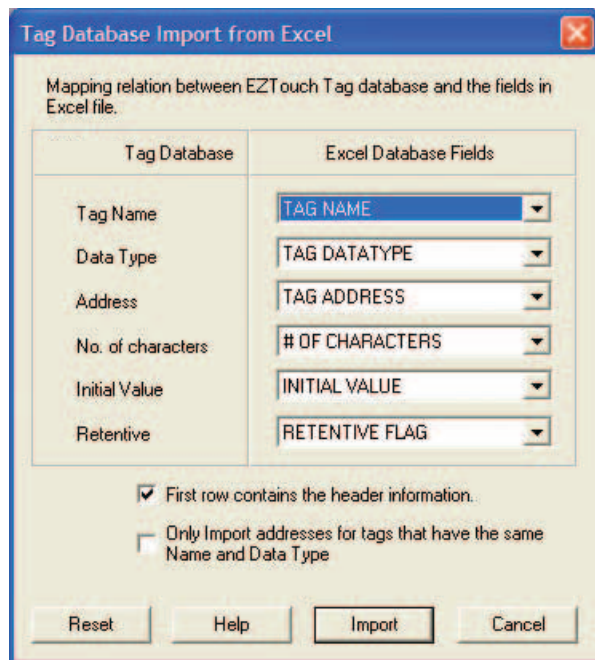 Tag Database Import from Excel
Mapping relation between EZTouch Tag database and the fields in
Excel file.
Tag Database Excel Database Fields
Tag Name TAG NAME
Data Type TAG DATATYPE
Address TAG ADDRESS
No. of characters # OF CHARACTERS
Initial Value INITIAL VALUE
Retentive RETENTIVE FLAG
First row contains the header information.
Only Import addresses for tags that have the same
Name and Data Type
Reset Help Import Cancel